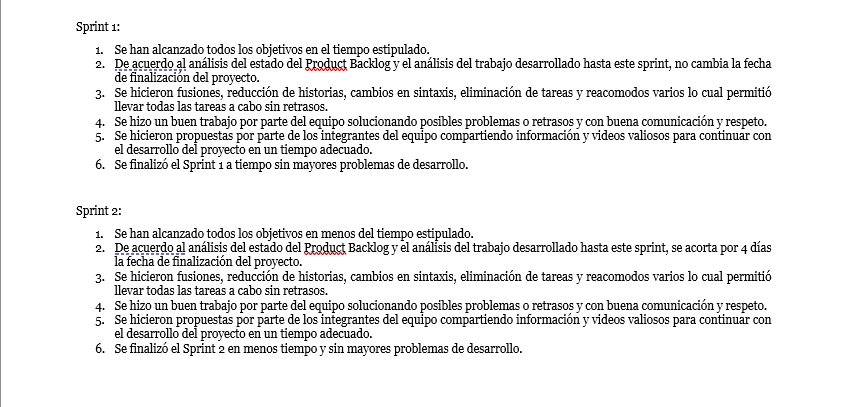 Sprint 1:
1. Se han alcanzado todos los objetivos en el tiempo estipulado.
2. De acuerdo al análisis del estado del Product Backlog y el análisis del trabajo desarrollado hasta este sprint, no cambia la fecha
de finalización del proyecto.
3. Se hicieron fusiones, reducción de historias, cambios en sintaxis, eliminación de tareas y reacomodos varios lo cual permitió
llevar todas las tareas a cabo sin retrasos.
4. Se hizo un buen trabajo por parte del equipo solucionando posibles problemas o retrasos y con buena comunicación y respeto.
5. Se hicieron propuestas por parte de los integrantes del equipo compartiendo información y videos valiosos para continuar con
el desarrollo del proyecto en un tiempo adecuado.
6. Se finalizó el Sprint 1 a tiempo sin mayores problemas de desarrollo.
Sprint 2:
1. Se han alcanzado todos los objetivos en menos del tiempo estipulado.
2. De acuerdo al análisis del estado del Product Backlog y el análisis del trabajo desarrollado hasta este sprint, se acorta por 4 días
la fecha de finalización del proyecto.
3. Se hicieron fusiones, reducción de historias, cambios en sintaxis, eliminación de tareas y reacomodos varios lo cual permitió
llevar todas las tareas a cabo sin retrasos.
4. Se hizo un buen trabajo por parte del equipo solucionando posibles problemas o retrasos y con buena comunicación y respeto.
5. Se hicieron propuestas por parte de los integrantes del equipo compartiendo información y videos valiosos para continuar con
el desarrollo del proyecto en un tiempo adecuado.
6. Se finalizó el Sprint 2 en menos tiempo y sin mayores problemas de desarrollo.